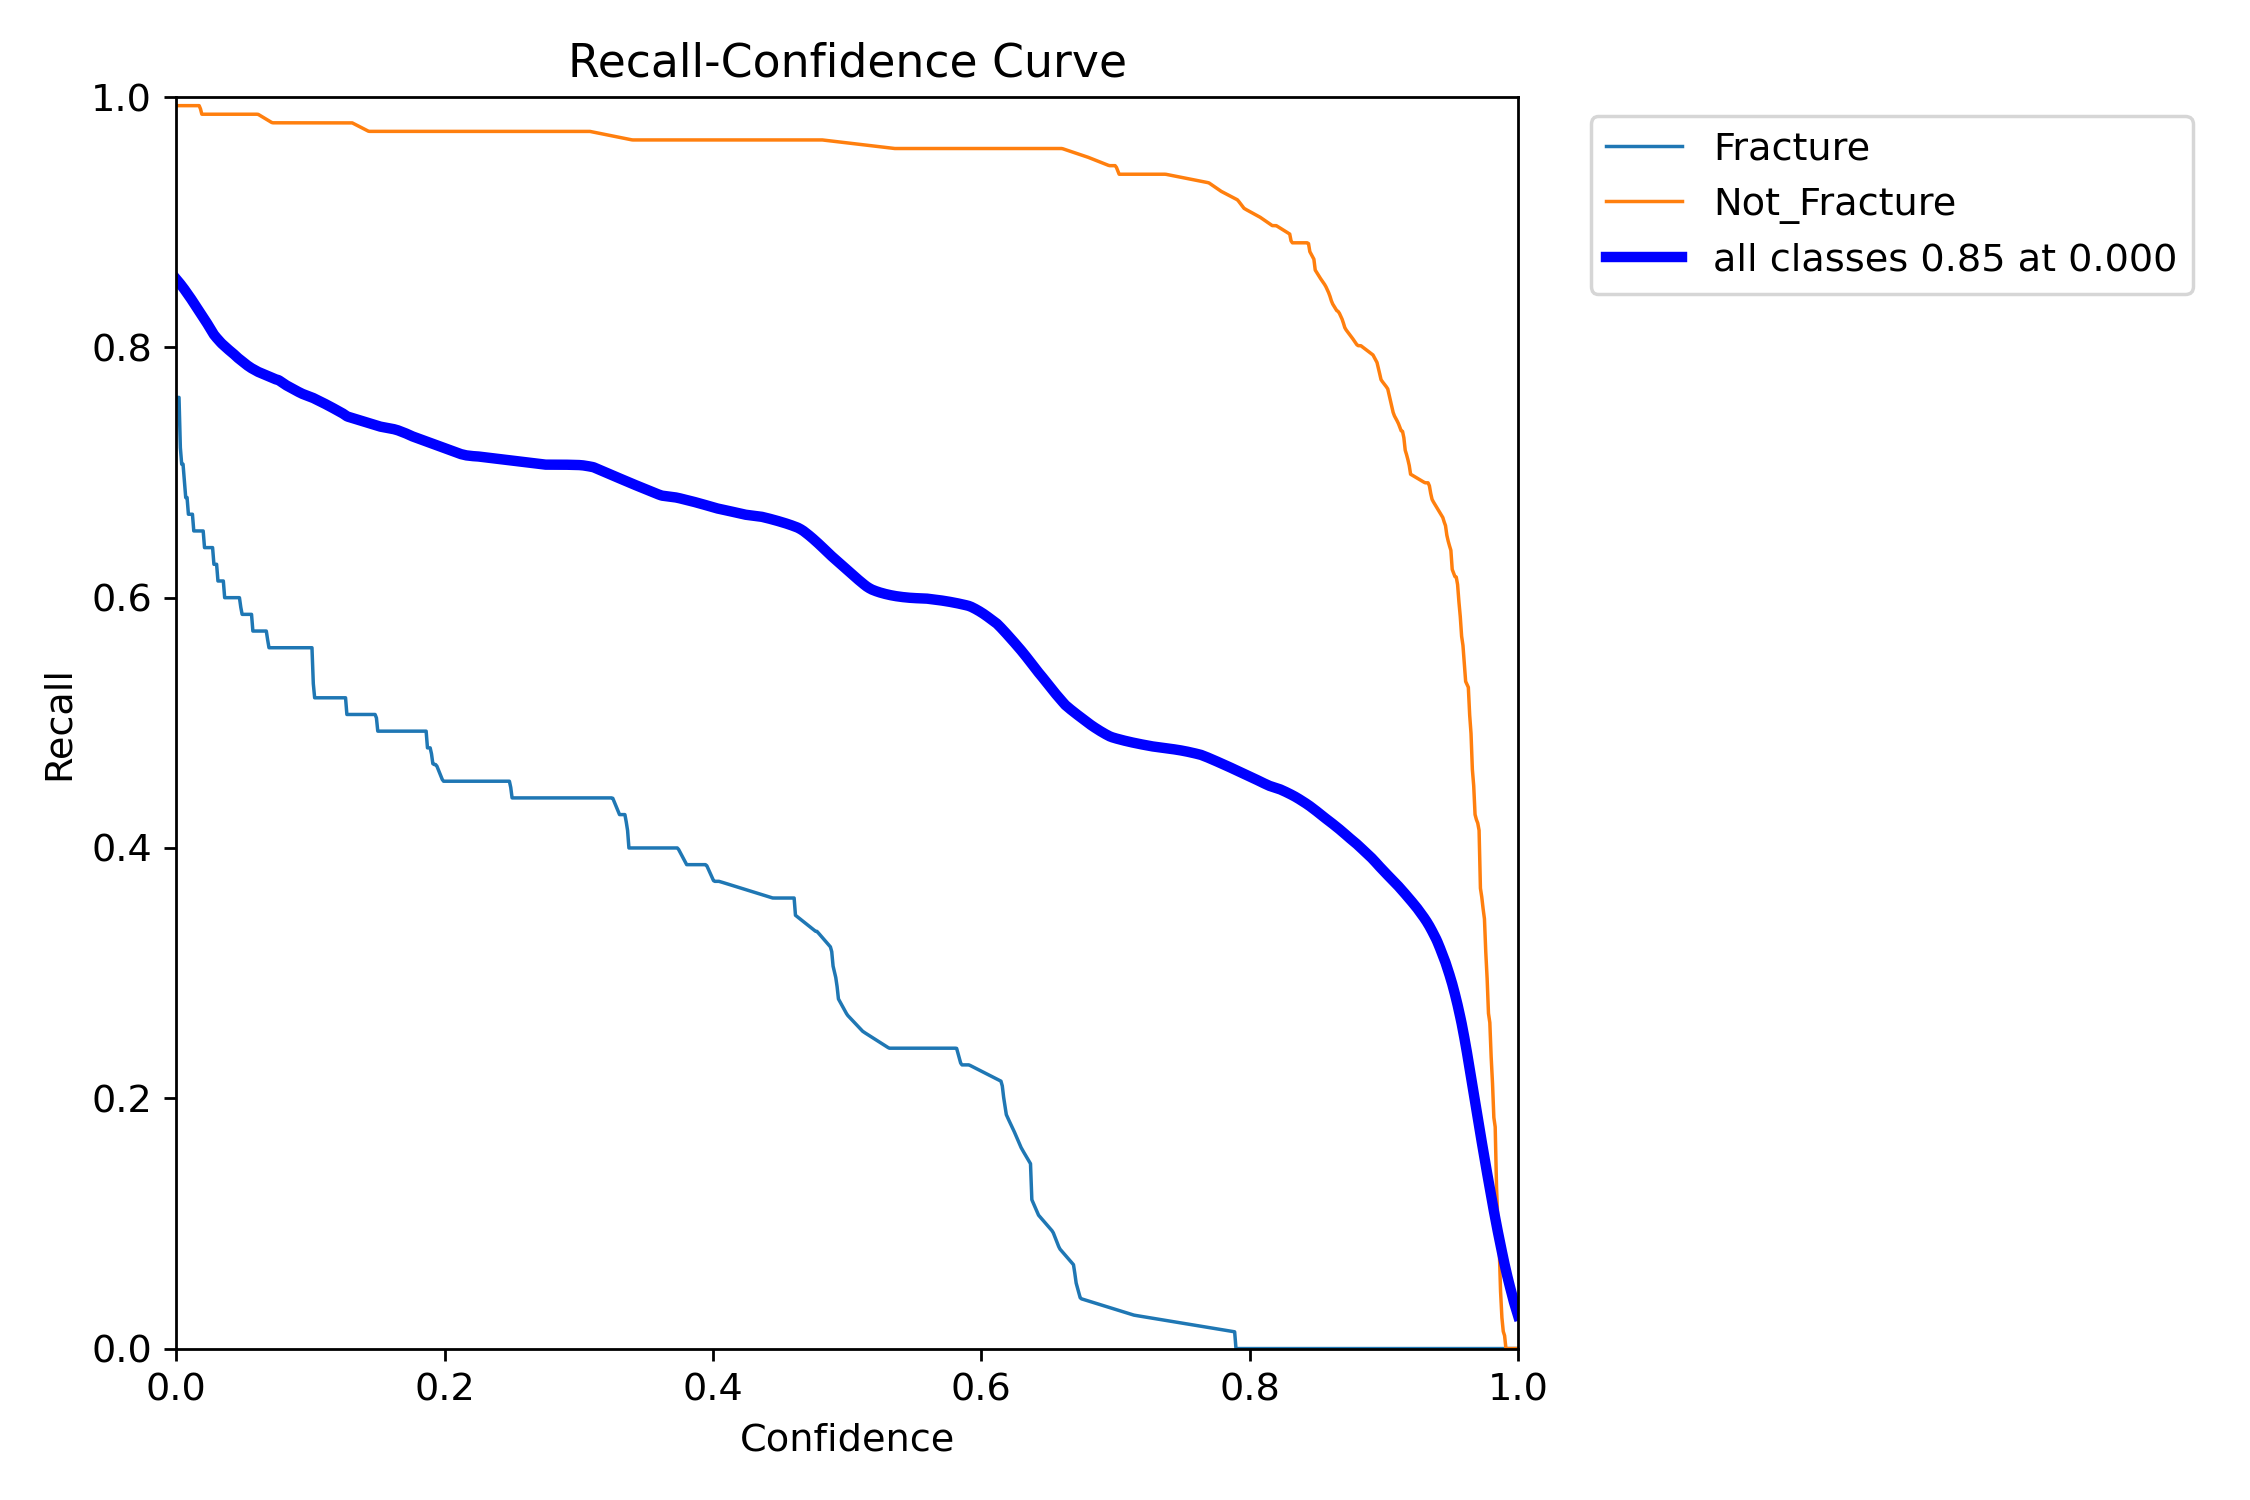 Recall-Confidence Curve
Fracture
Not_Fracture
all classes 0.85 at 0.000
1.0
0.8
0.6
0.4
0.2
0.0
Recall
0.0 0.2 0.4 0.6 0.8 1.0
Confidence